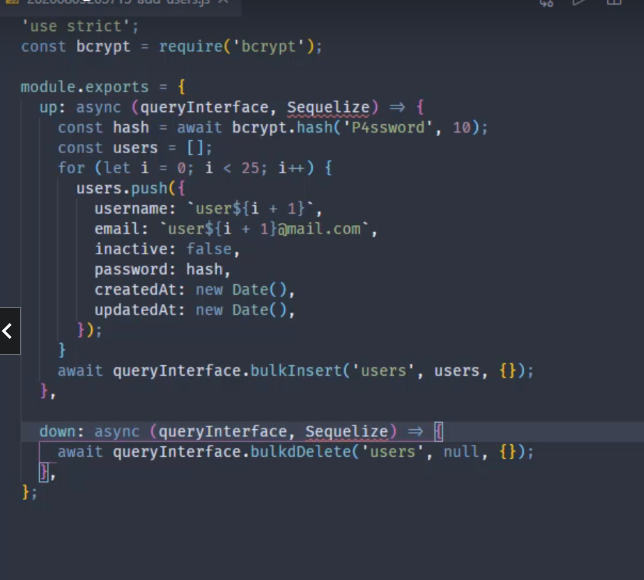 'use strict';
const bcrypt = require('bcrypt');

module.exports = {
  up: async (queryInterface, Sequelize) => {
    const hash = await bcrypt.hash('P4ssword', 10);
    const users = [];
    for (let i = 0; i < 25; i++) {
      users.push({
        username: `user${i + 1}`,
        email: `user${i + 1}@mail.com`,
        inactive: false,
        password: hash,
        createdAt: new Date(),
        updatedAt: new Date(),
      });
    }
    await queryInterface.bulkInsert('users', users, {});
  },

  down: async (queryInterface, Sequelize) => {
    await queryInterface.bulkdDelete('users', null, {});
  },
};